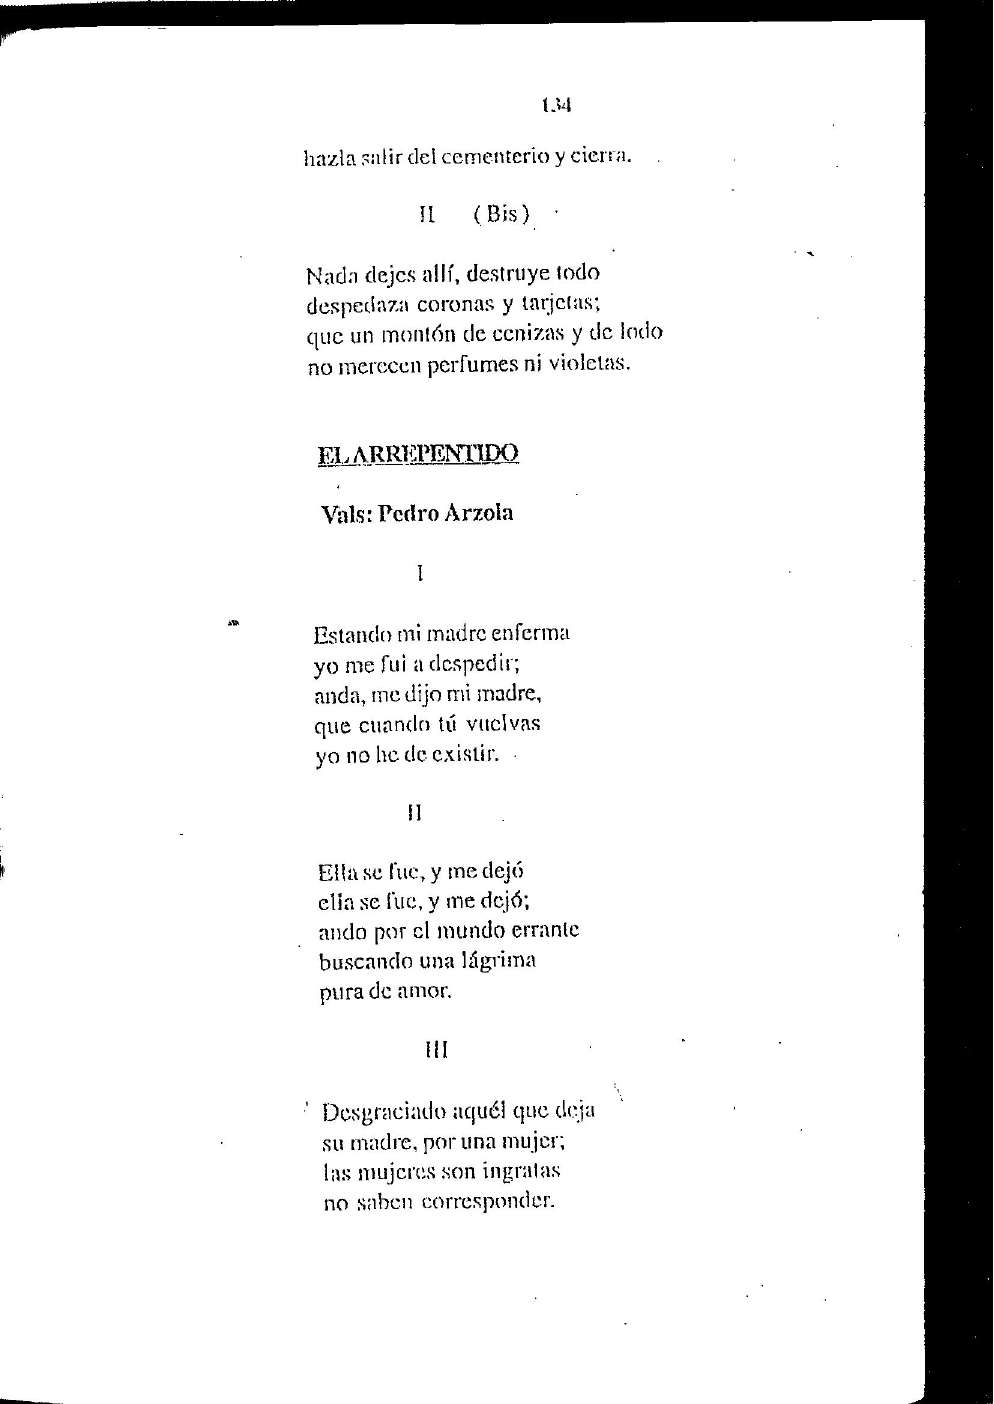 134
hazla salir del cementerio y cierra.
II (Bis)
Nada dejes allí, destruye todo
despedaza coronas y tarjetas;
que un montón de cenizas y de lodo
no merecen perfumes ni violetas.
EL ARREPENTIDO
Vals: Pedro Arzola
I
Estando mi madre enferma
yo me fui a despedir;
anda, me dijo mi madre,
que cuando tú vuelvas
yo no he de existir.
II
Ella se fue, y me dejó
ella se fue, y me dejó;
ando por el mundo errante
buscando una lágrima
pura de amor.
III
Desgraciado aquél que deja
su madre, por una mujer;
las mujeres son ingratas
no saben corresponder.